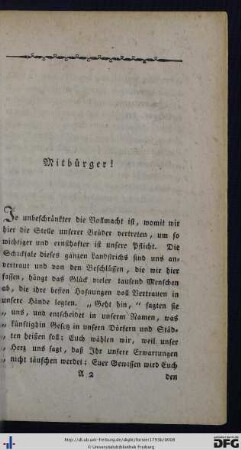 Mitbürger!
Je unbeschränkter die Vollmacht ist, womit wir
hier die Stelle unserer Brüder vertreten, um so
wichtiger und ernsthafter ist unsere Pflicht. Die
Schicksale dieses ganzen Landstrichs sind uns an-
vertraut und von den Beschlüssen, die wir hier
fassen, hängt das Glück vieler tausend Menschen
ab, die ihre besten Hofnungen voll Vertrauen in
unsere Hände legten. „Geht hin,“ sagten sie
„uns, und entscheidet in unserm Namen, was
„künftighin Gesez in unsern Dörfern und Städ-
„ten heißen soll; Euch wählen wir, weil unser
„Herz uns sagt, daß Ihr unsere Erwartungen
„nicht täuschen werdet: Euer Gewissen wird Euch
A 2 den
© Universitätsbibliothek Freiburg
DFG